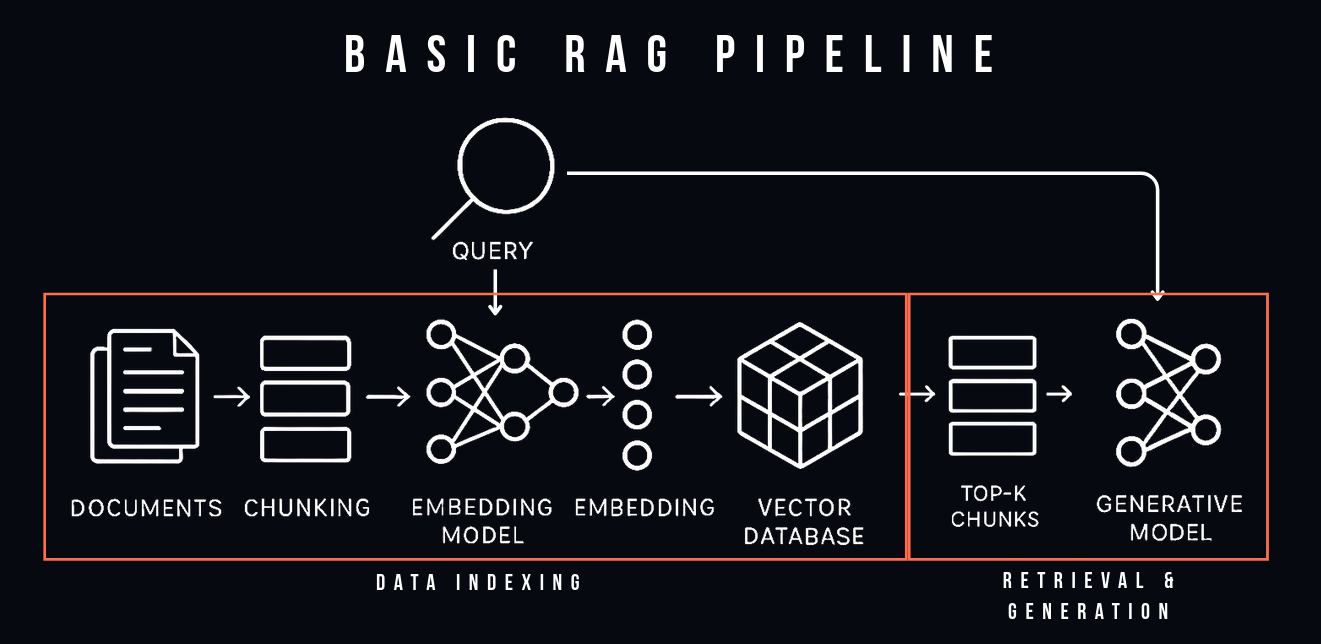 BASIC RAG PIPELINE
QUERY
DOCUMENTS
CHUNKING
EMBEDDING
MODEL
EMBEDDING
VECTOR
DATABASE
TOP-K
CHUNKS
GENERATIVE
MODEL
DATA INDEXING
RETRIEVAL &
GENERATION